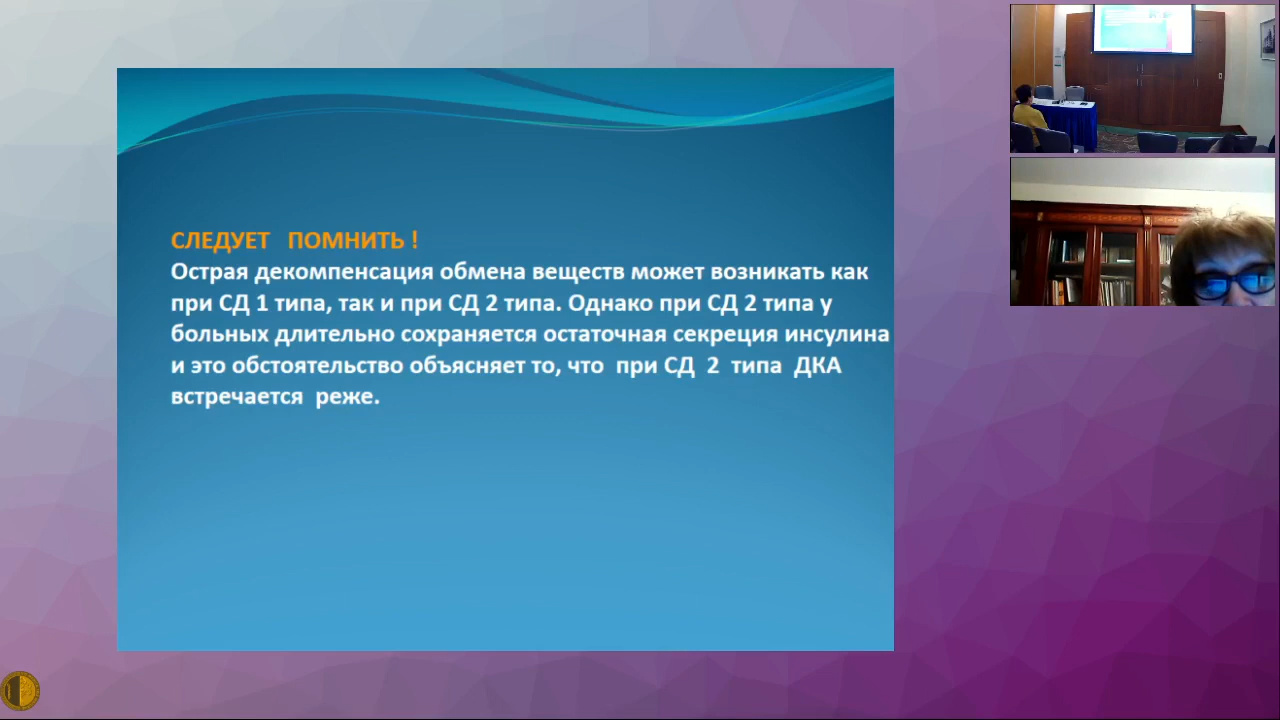 СЛЕДУЕТ ПОМНИТЬ !
Острая декомпенсация обмена веществ может возникать как
при СД 1 типа, так и при СД 2 типа. Однако при СД 2 типа у
больных длительно сохраняется остаточная секреция инсулина
и это обстоятельство объясняет то, что при СД 2 типа ДКА
встречается реже.